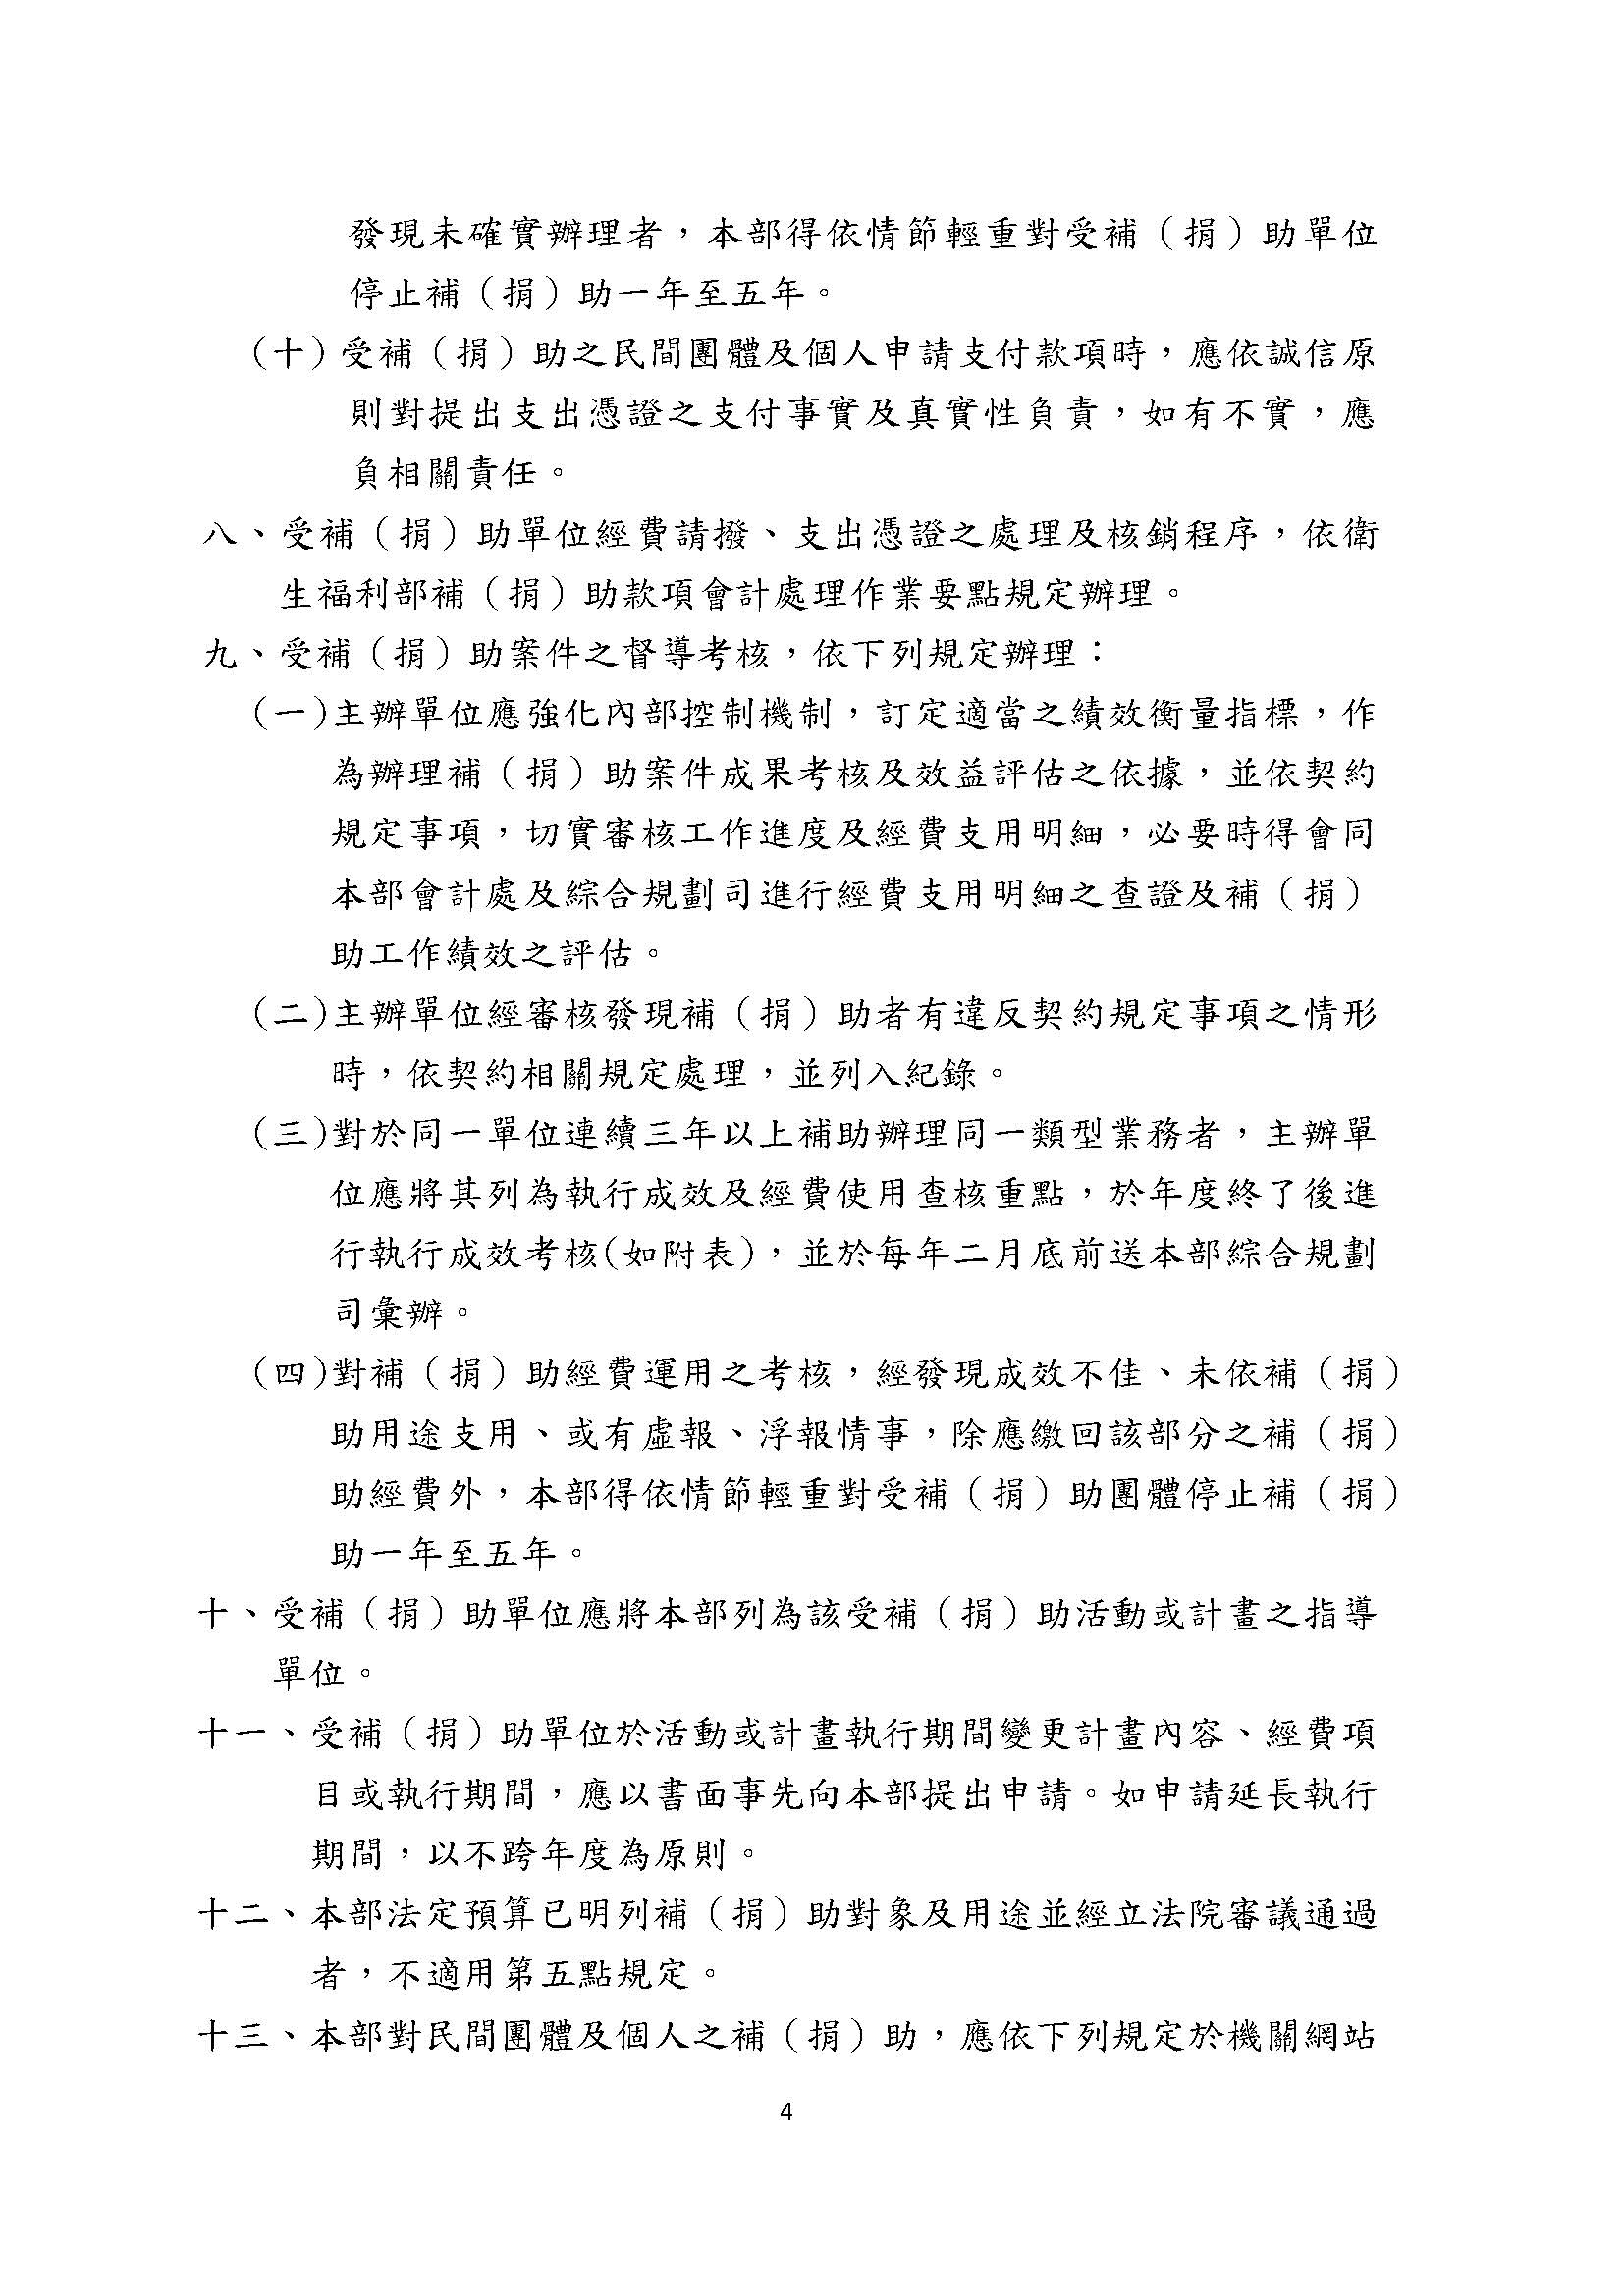 發現未確實辦理者，本部得依情節輕重對受補（捐）助單位
停止補（捐）助一年至五年。
(十)受補（捐）助之民間團體及個人申請支付款項時，應依誠信原
則對提出支出憑證之支付事實及真實性負責，如有不實，應
負相關責任。
八、受補（捐）助單位經費請撥、支出憑證之處理及核銷程序，依衛
生福利部補（捐）助款項會計處理作業要點規定辦理。
九、受補（捐）助案件之督導考核，依下列規定辦理：
(一)主辦單位應強化內部控制機制，訂定適當之績效衡量指標，作
為辦理補（捐）助案件成果考核及效益評估之依據，並依契約
規定事項，切實審核工作進度及經費支用明細，必要時得會同
本部會計處及綜合規劃司進行經費支用明細之查證及補（捐）
助工作績效之評估。
(二)主辦單位經審核發現補（捐）助者有違反契約規定事項之情形
時，依契約相關規定處理，並列入紀錄。
(三)對於同一單位連續三年以上補助辦理同一類型業務者，主辦單
位應將其列為執行成效及經費使用查核重點，於年度終了後進
行執行成效考核(如附表)，並於每年二月底前送本部綜合規劃
司彙辦。
(四)對補（捐）助經費運用之考核，經發現成效不佳、未依補（捐）
助用途支用、或有虛報、浮報情事，除應繳回該部分之補（捐）
助經費外，本部得依情節輕重對受補（捐）助團體停止補（捐）
助一年至五年。
十、受補（捐）助單位應將本部列為該受補（捐）助活動或計畫之指導
單位。
十一、受補（捐）助單位於活動或計畫執行期間變更計畫內容、經費項
目或執行期間，應以書面事先向本部提出申請。如申請延長執行
期間，以不跨年度為原則。
十二、本部法定預算已明列補（捐）助對象及用途並經立法院審議通過
者，不適用第五點規定。
十三、本部對民間團體及個人之補（捐）助，應依下列規定於機關網站
4